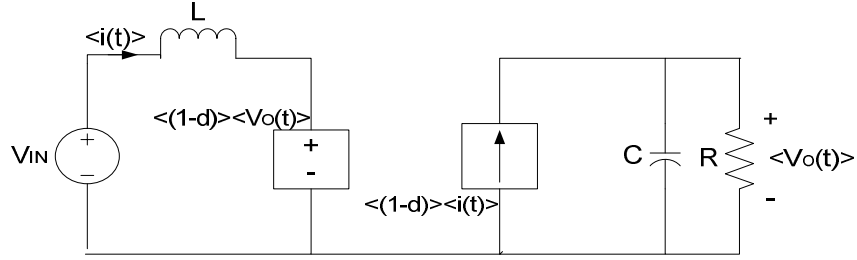 L
<i(t)>
<(1-d)><VO(t)>
+
-
VIN
+
−
<(1-d)><i(t)>
C
R
+
<VO(t)>
-